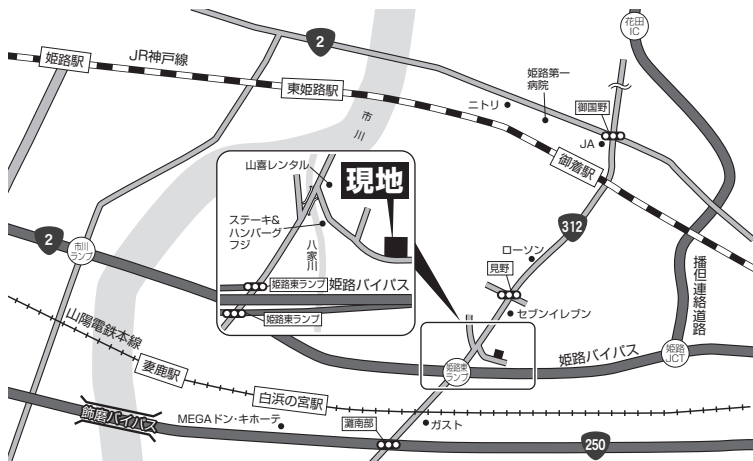 花田
IC
2
JR神戸線
姫路駅
東姫路駅
市川
ニトリ
姫路第一
病院
御国野
JA
御着駅
山喜レンタル
現地
ステーキ&
ハンバーグ
フジ
八家川
姫路東ランプ
姫路バイパス
姫路東ランプ
2
市川
ランプ
312
ローソン
見野
セブンイレブン
播但連絡道路
姫路
JCT
姫路バイパス
姫路東
ランプ
山陽電鉄本線
妻鹿駅
白浜の宮駅
飾磨バイパス
MEGAドン・キホーテ
灘南部
ガスト
250